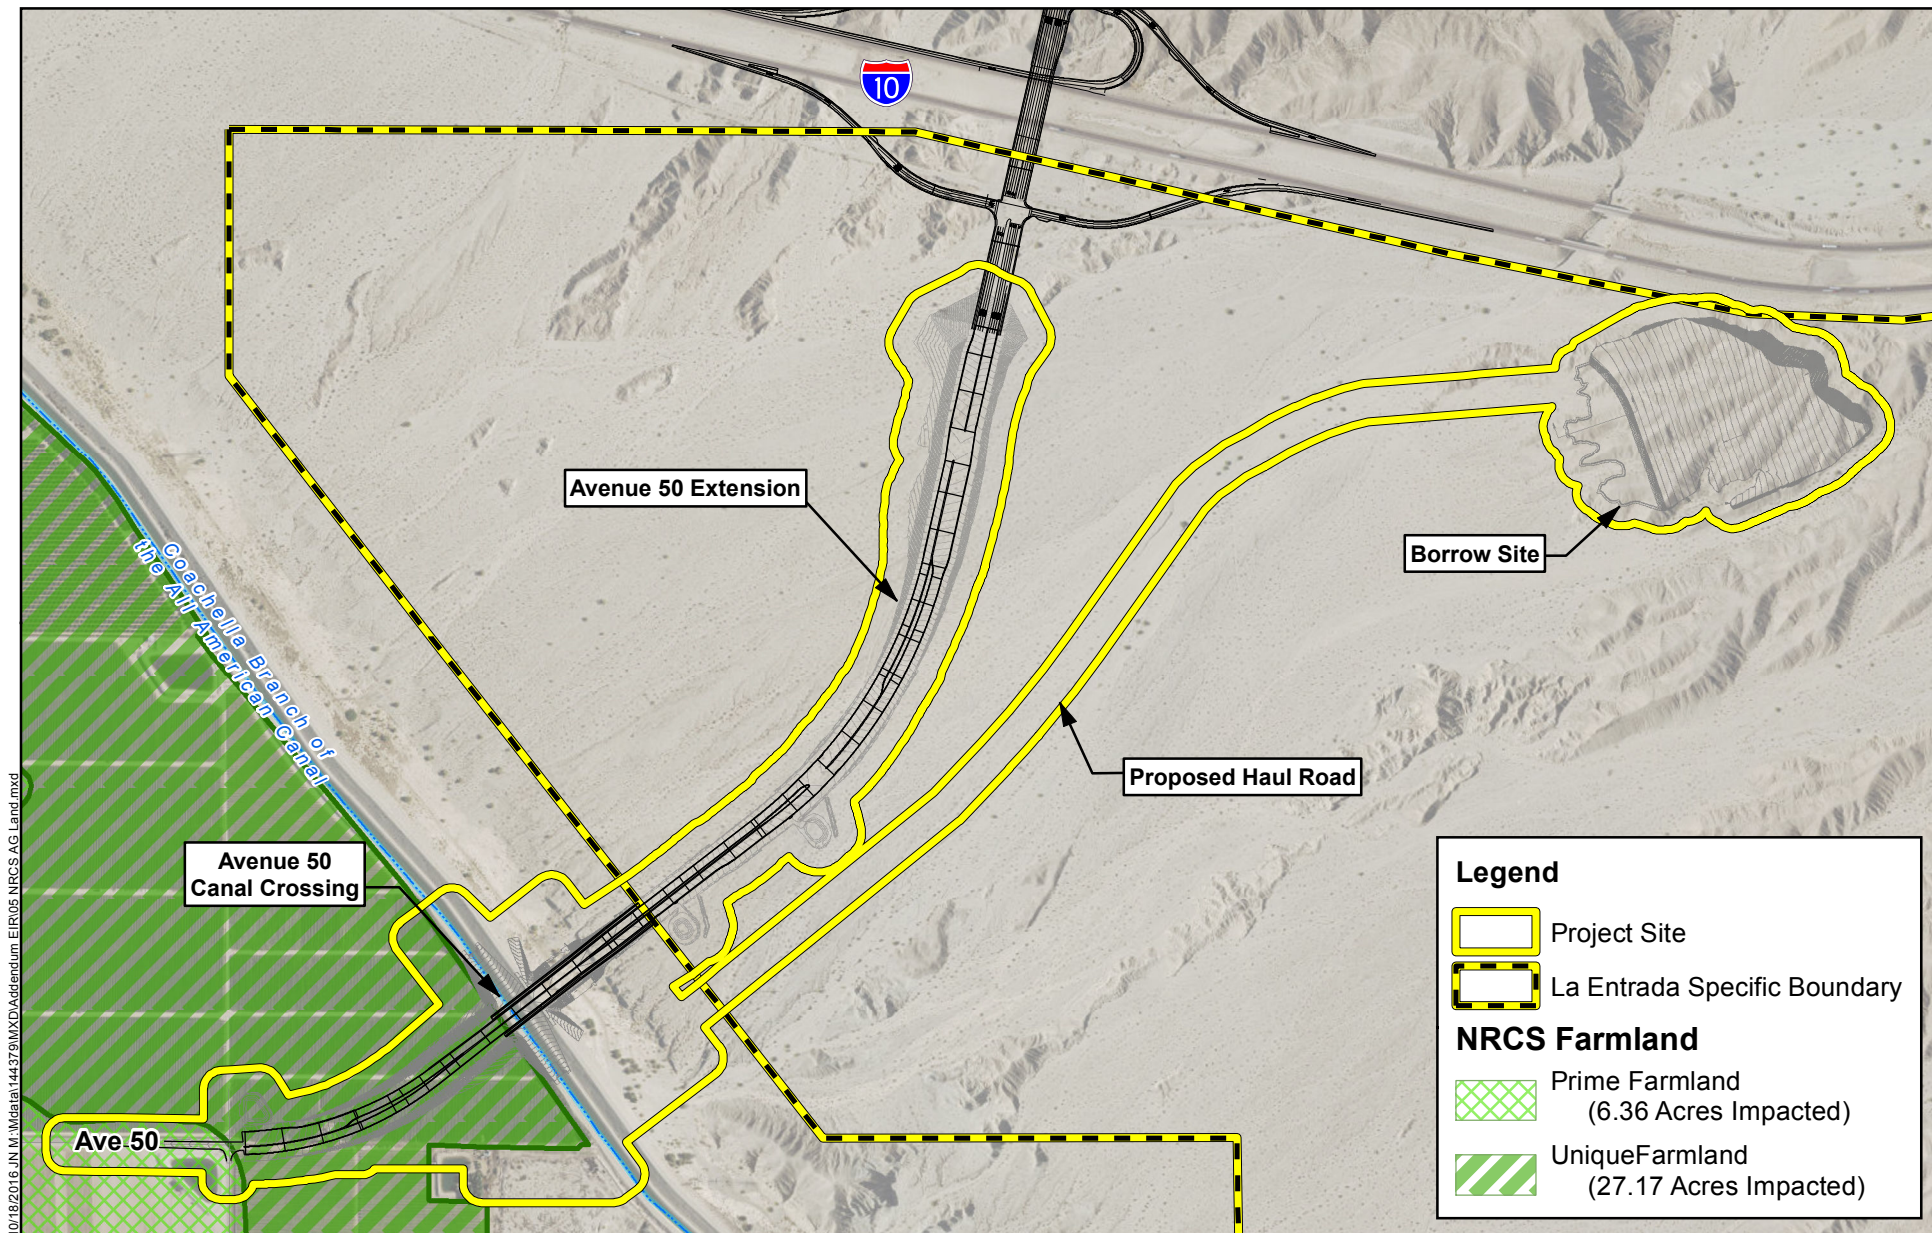 10
Avenue 50 Extension
Borrow Site
Coachella Branch of
the All American Canal
Proposed Haul Road
Avenue 50
Canal Crossing
Ave 50
Legend
Project Site
La Entrada Specific Boundary
NRCS Farmland
Prime Farmland
(6.36 Acres Impacted)
UniqueFarmland
(27.17 Acres Impacted)
10/18/2016 JN M:\Mdata\144379\MXD\Addendum EIR\05 NRCS AG Land.mxd